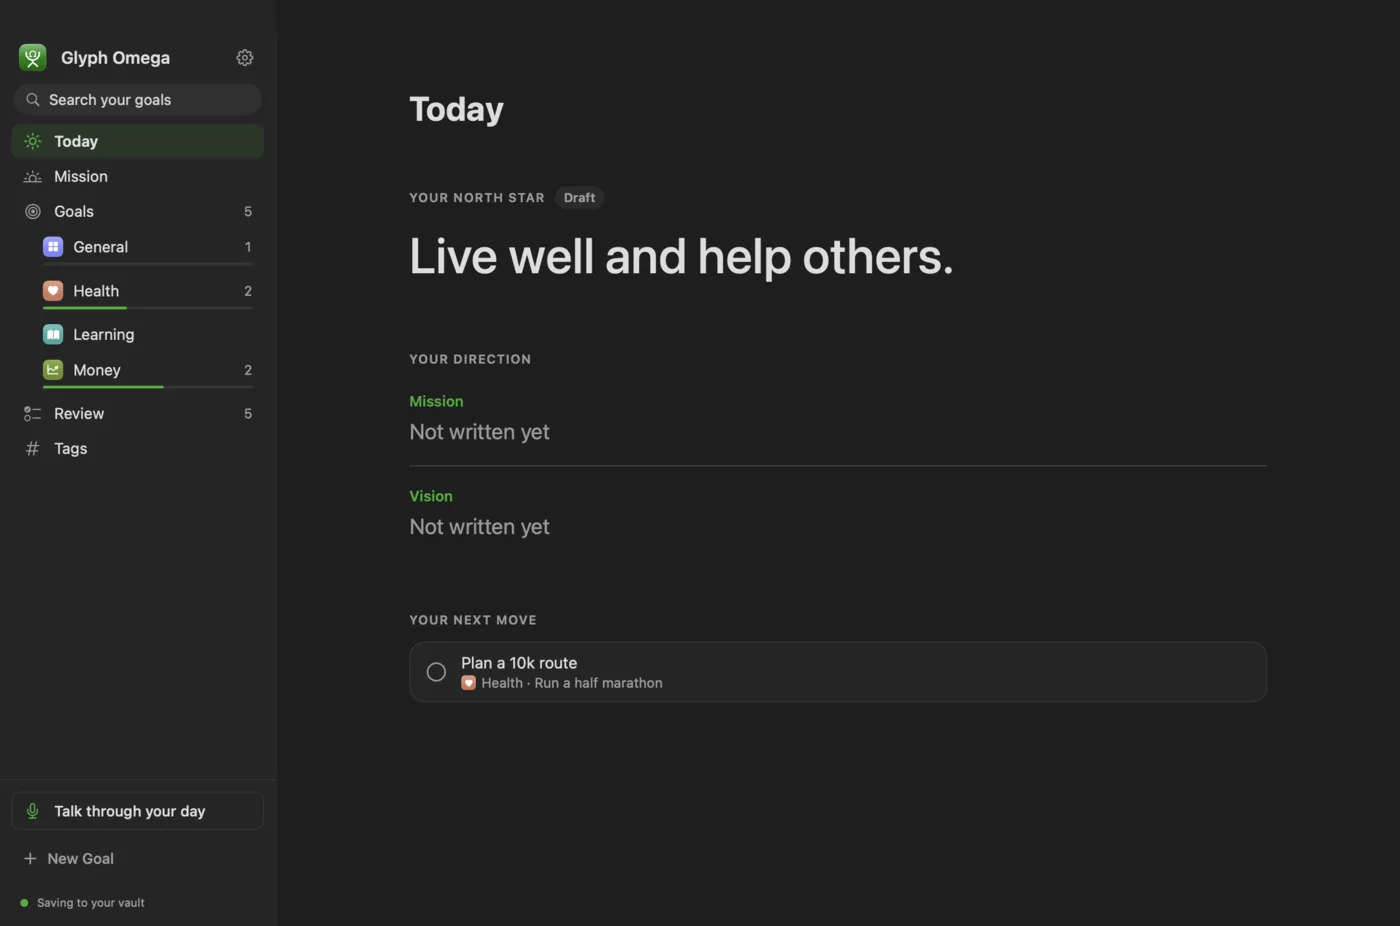 Glyph Omega
Search your goals
Today
Mission
Goals 5
General 1
Health 2
Learning
Money 2
Review 5
Tags
Talk through your day
New Goal
Saving to your vault
Today
YOUR NORTH STAR Draft
Live well and help others.
YOUR DIRECTION
Mission
Not written yet
Vision
Not written yet
YOUR NEXT MOVE
Plan a 10k route
Health · Run a half marathon